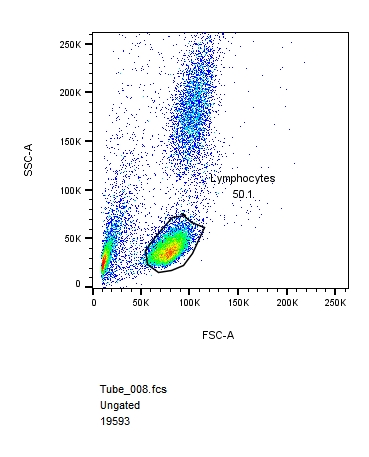 250K
200K
150K
100K
50K
0
SSC-A
Lymphocytes
50.1
0 50K 100K 150K 200K 250K
FSC-A
Tube_008.fcs
Ungated
19593